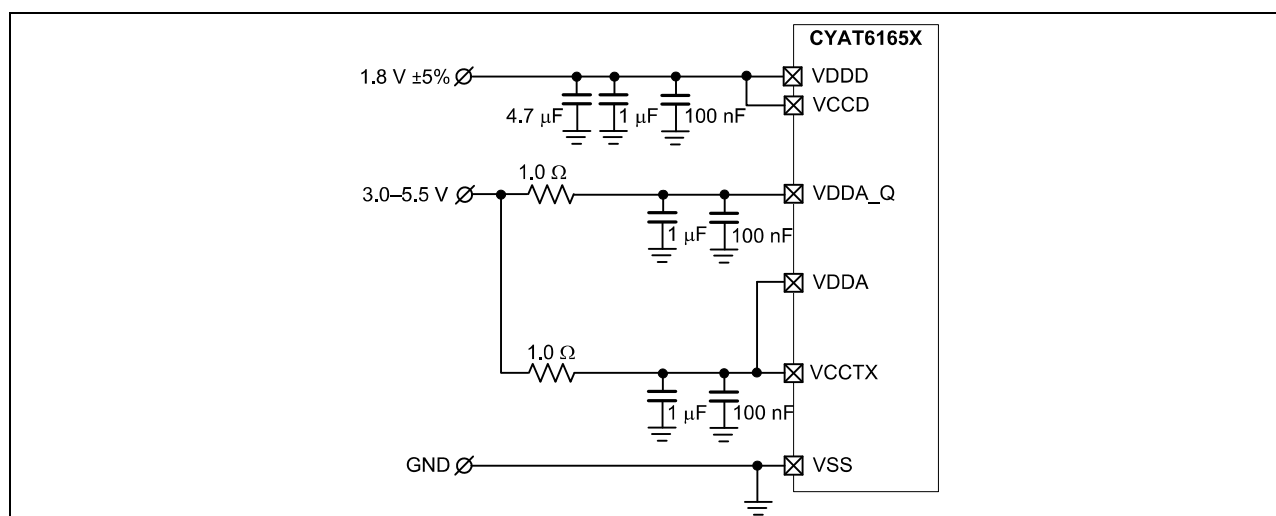 CYAT6165X
1.8 V ±5%
VDDD
VCCD
4.7 μF
1 μF
100 nF
1.0 Ω
3.0–5.5 V
VDDA_Q
1 μF
100 nF
VDDA
1.0 Ω
VCCTX
1 μF
100 nF
GND
VSS